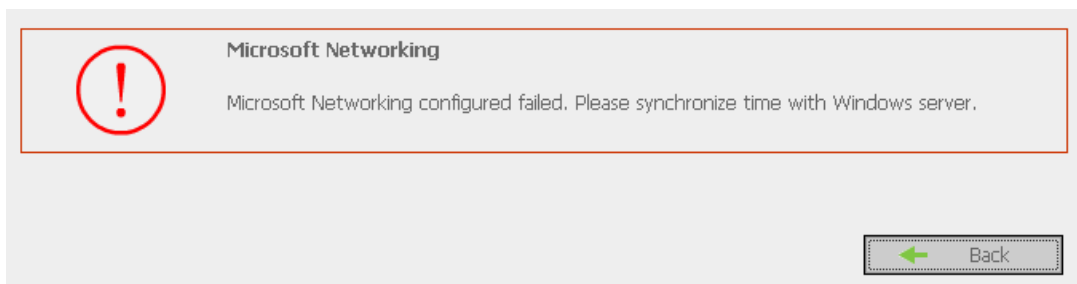 Microsoft Networking
Microsoft Networking configured failed. Please synchronize time with Windows server.
Back